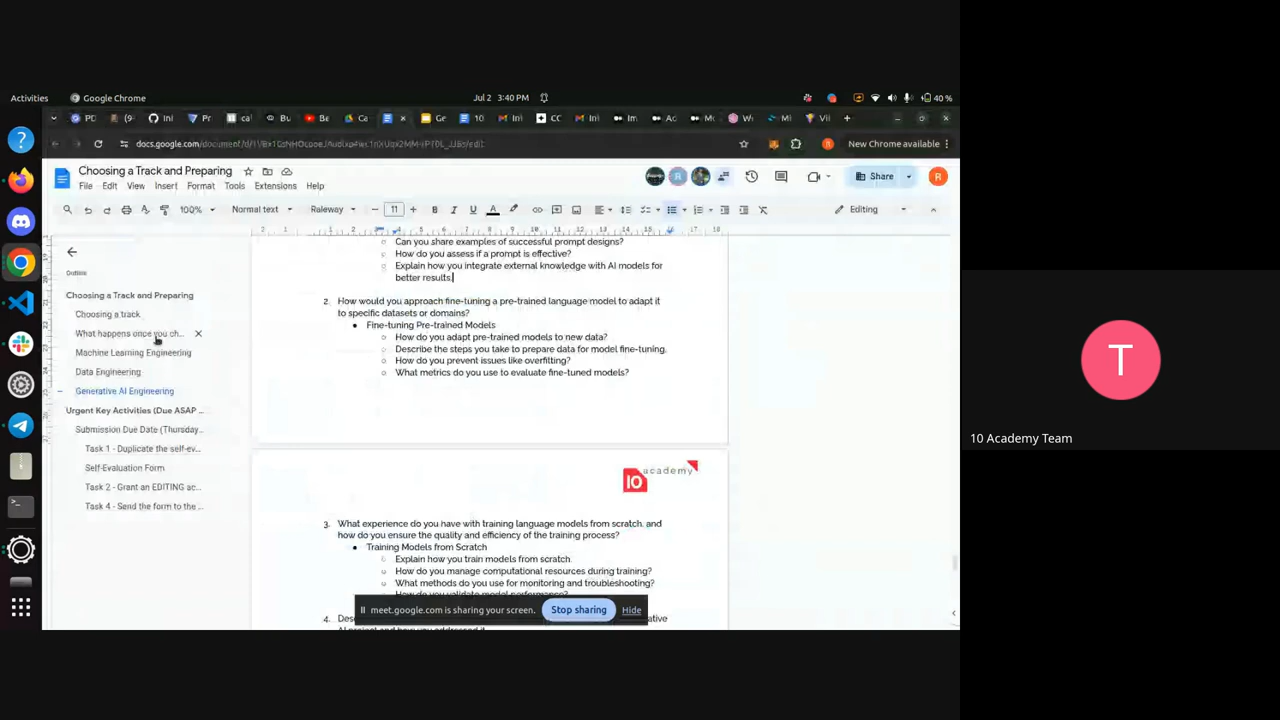 Activities
Google Chrome
Jul 2 3:40 PM
40 %
New Chrome available
Choosing a Track and Preparing
File Edit View Insert Format Tools Extensions Help
Share
100%
Normal text
Raleway
11
Editing
Outline
Choosing a Track and Preparing
Choosing a track
What happens once you ch...
Machine Learning Engineering
Data Engineering
Generative AI Engineering
Urgent Key Activities (Due ASAP ...
Submission Due Date (Thursday...
Task 1 - Duplicate the self-ev...
Self-Evaluation Form
Task 2 - Grant an EDITING ac...
Task 4 - Send the form to the ...
Can you share examples of successful prompt designs?
How do you assess if a prompt is effective?
Explain how you integrate external knowledge with AI models for
better results.
2. How would you approach fine-tuning a pre-trained language model to adapt it
to specific datasets or domains?
Fine-tuning Pre-trained Models
How do you adapt pre-trained models to new data?
Describe the steps you take to prepare data for model fine-tuning.
How do you prevent issues like overfitting?
What metrics do you use to evaluate fine-tuned models?
10 academy
3. What experience do you have with training language models from scratch, and
how do you ensure the quality and efficiency of the training process?
Training Models from Scratch
Explain how you train models from scratch
How do you manage computational resources during training?
What methods do you use for monitoring and troubleshooting?
4.
meet.google.com is sharing your screen.
Stop sharing
Hide
T
10 Academy Team